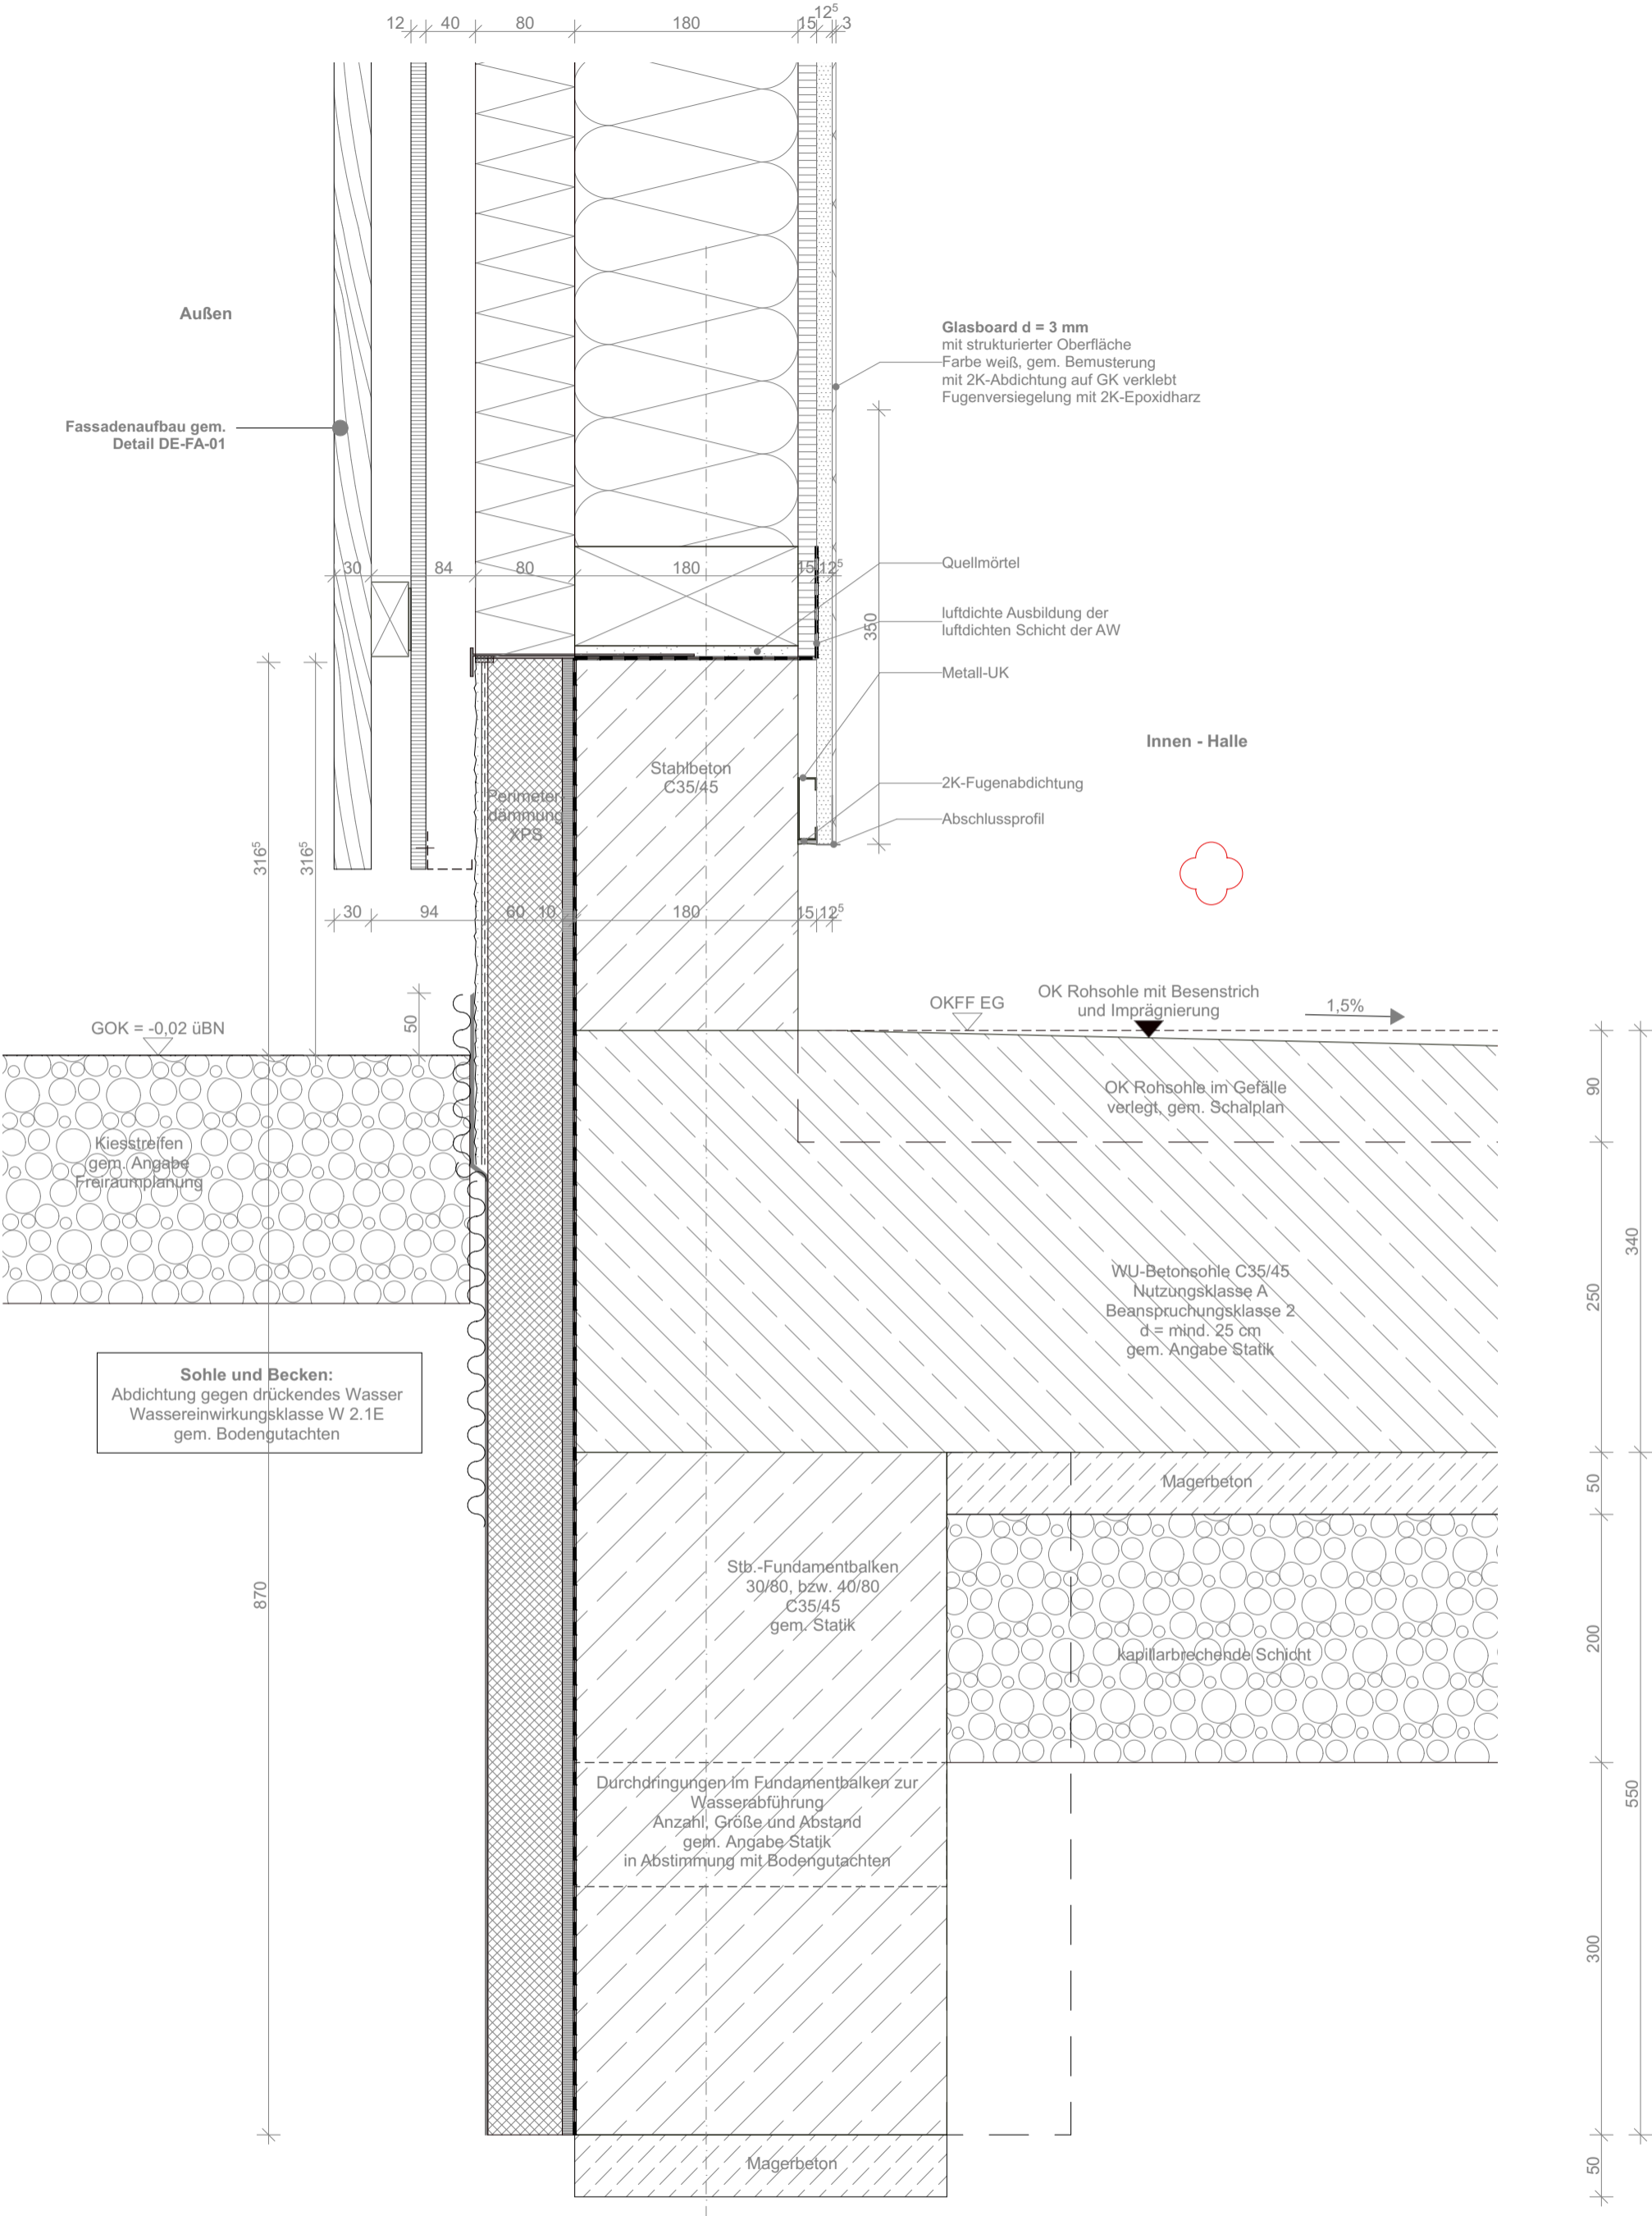 12 40 80 180 15 12⁵ 3
Außen
Fassadenaufbau gem.
Detail DE-FA-01
Glasboard d = 3 mm
mit strukturierter Oberfläche
Farbe weiß, gem. Bemusterung
mit 2K-Abdichtung auf GK verklebt
Fugenversiegelung mit 2K-Epoxidharz
Quellmörtel
30 84 80 180 15 12⁵
luftdichte Ausbildung der
luftdichten Schicht der AW
350
Metall-UK
Innen - Halle
Stahlbeton
C35/45
2K-Fugenabdichtung
Perimeter-
dämmung
XPS
Abschlussprofil
316⁵
316⁵
30 94 60 10 180 15 12⁵
50
GOK = -0,02 üBN
OKFF EG
OK Rohsohle mit Besenstrich
und Imprägnierung
1,5%
OK Rohsohle im Gefälle
verlegt, gem. Schalplan
90
Kiesstreifen
gem. Angabe
Freiraumplanung
340
WU-Betonsohle C35/45
Nutzungsklasse A
Beanspruchungsklasse 2
d = mind. 25 cm
gem. Angabe Statik
250
Sohle und Becken:
Abdichtung gegen drückendes Wasser
Wassereinwirkungsklasse W 2.1E
gem. Bodengutachten
Magerbeton
50
870
Stb.-Fundamentbalken
30/80, bzw. 40/80
C35/45
gem. Statik
kapillarbrechende Schicht
200
Durchdringungen im Fundamentbalken zur
Wasserabführung
Anzahl, Größe und Abstand
gem. Angabe Statik
in Abstimmung mit Bodengutachten
550
300
Magerbeton
50